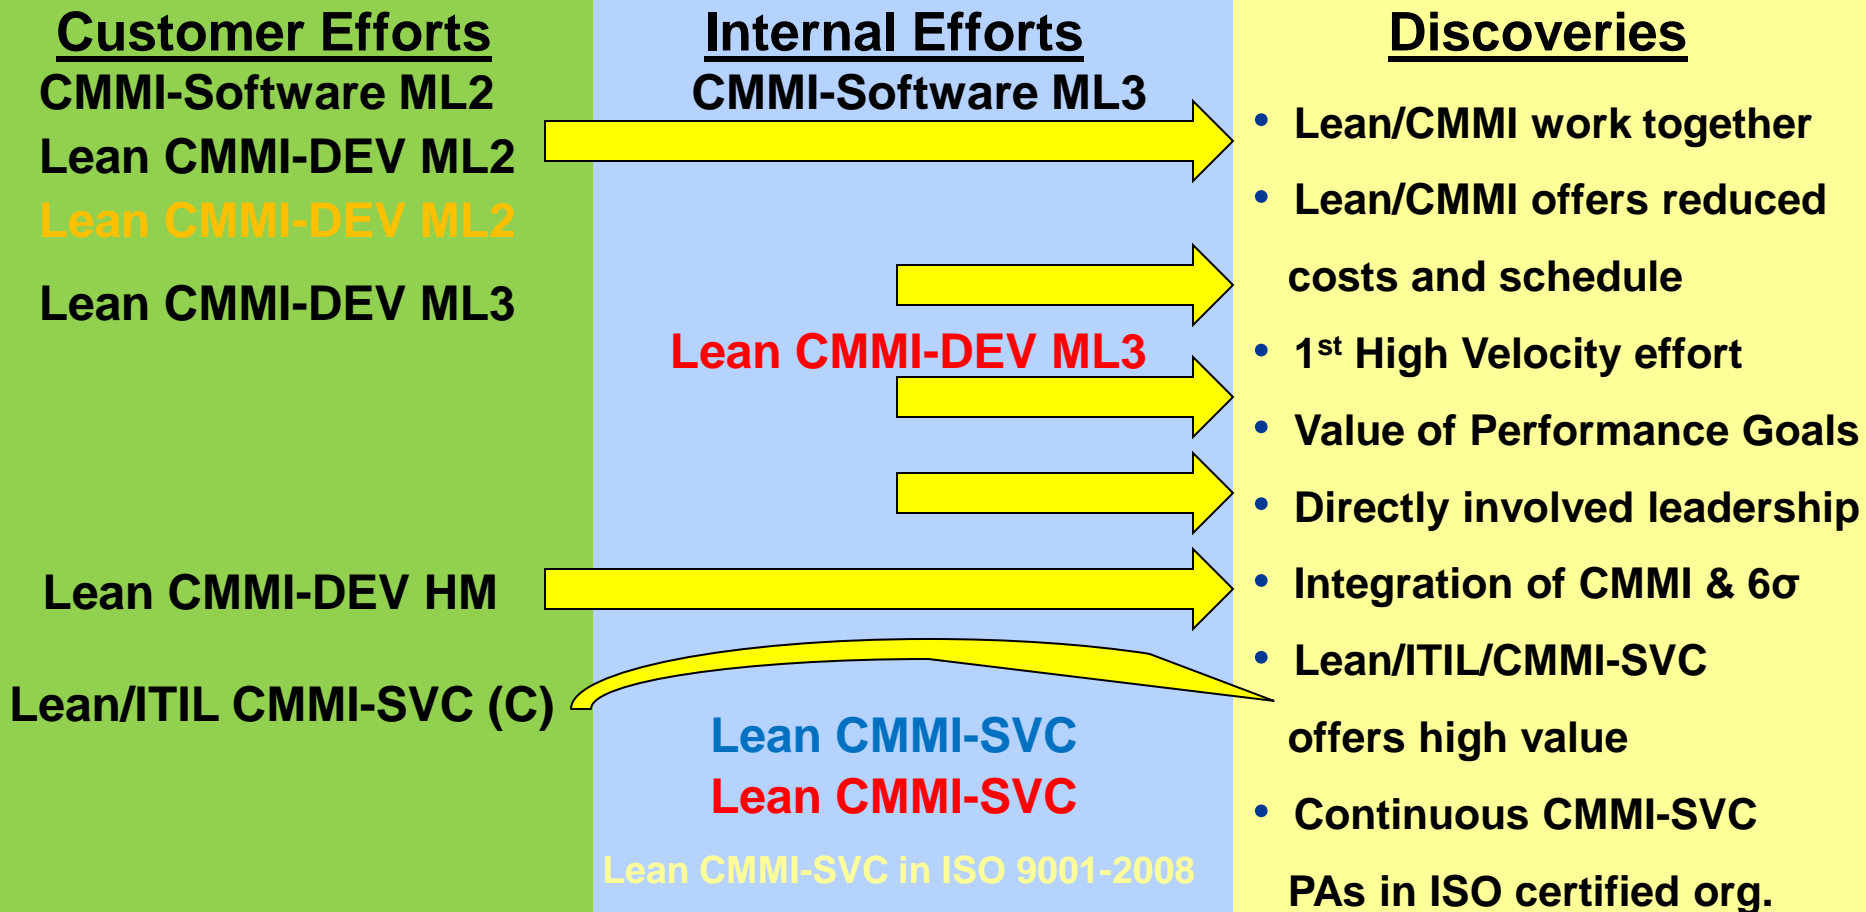 Customer Efforts
CMMI-Software ML2
Lean CMMI-DEV ML2
Lean CMMI-DEV ML2
Lean CMMI-DEV ML3
Lean CMMI-DEV HM
Lean/ITIL CMMI-SVC (C)
Internal Efforts
CMMI-Software ML3
Lean CMMI-DEV ML3
Lean CMMI-SVC
Lean CMMI-SVC
Lean CMMI-SVC in ISO 9001-2008
Discoveries
• Lean/CMMI work together
• Lean/CMMI offers reduced
costs and schedule
• 1st High Velocity effort
• Value of Performance Goals
• Directly involved leadership
• Integration of CMMI & 6σ
• Lean/ITIL/CMMI-SVC
offers high value
• Continuous CMMI-SVC
PAs in ISO certified org.